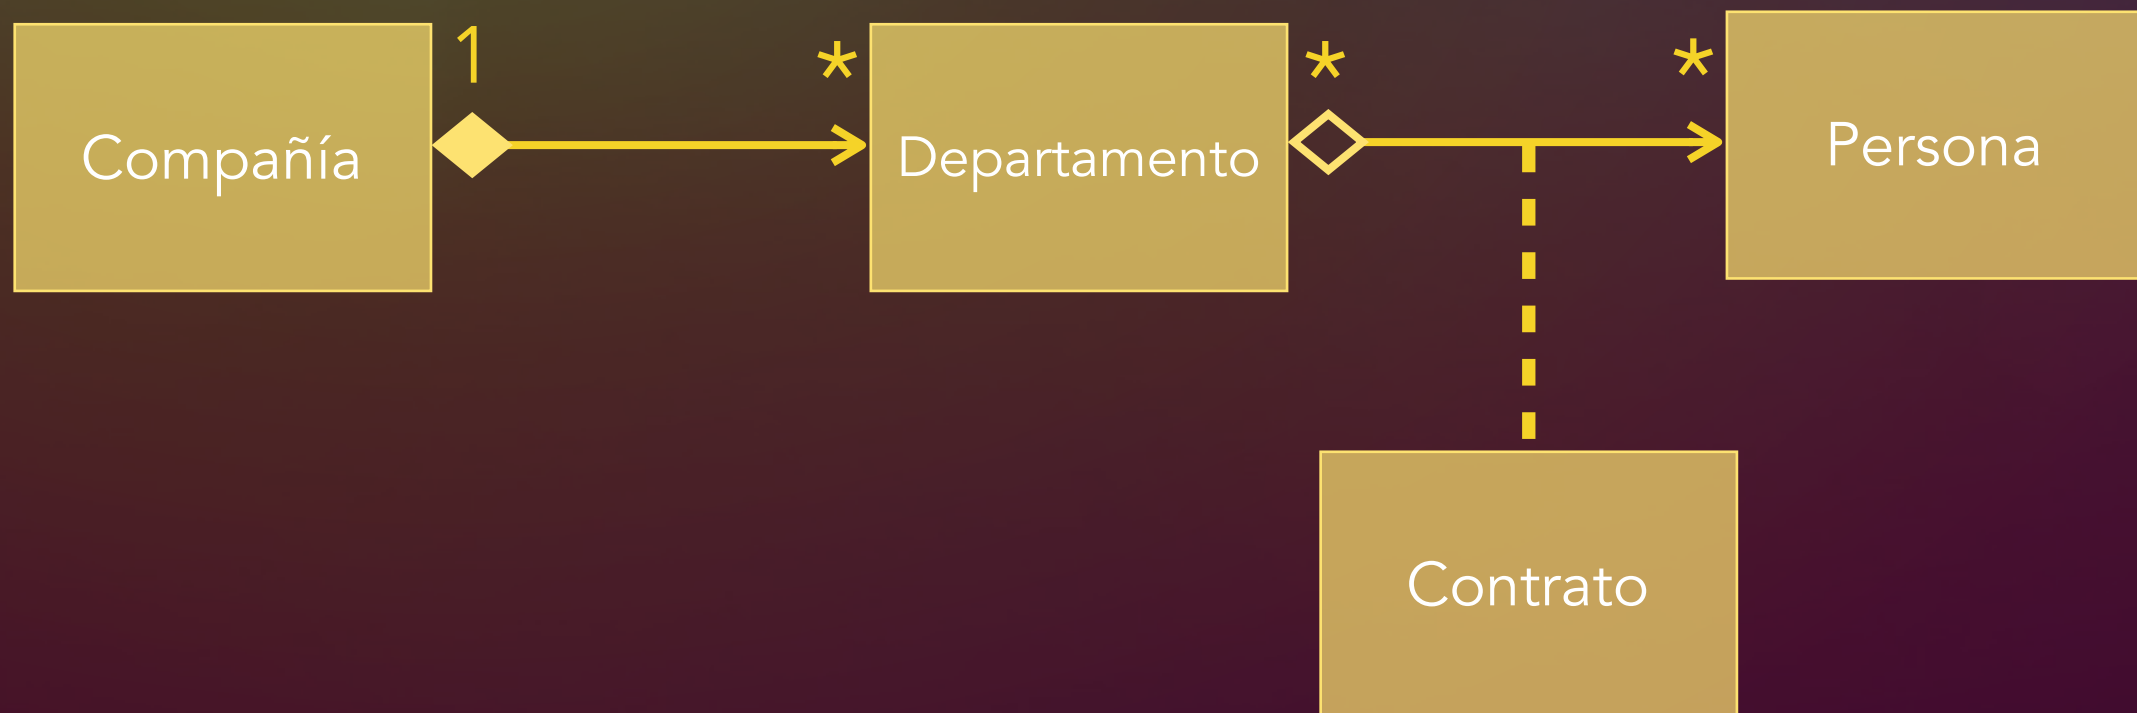 1
*
*
*
Compañía
Departamento
Persona
Contrato